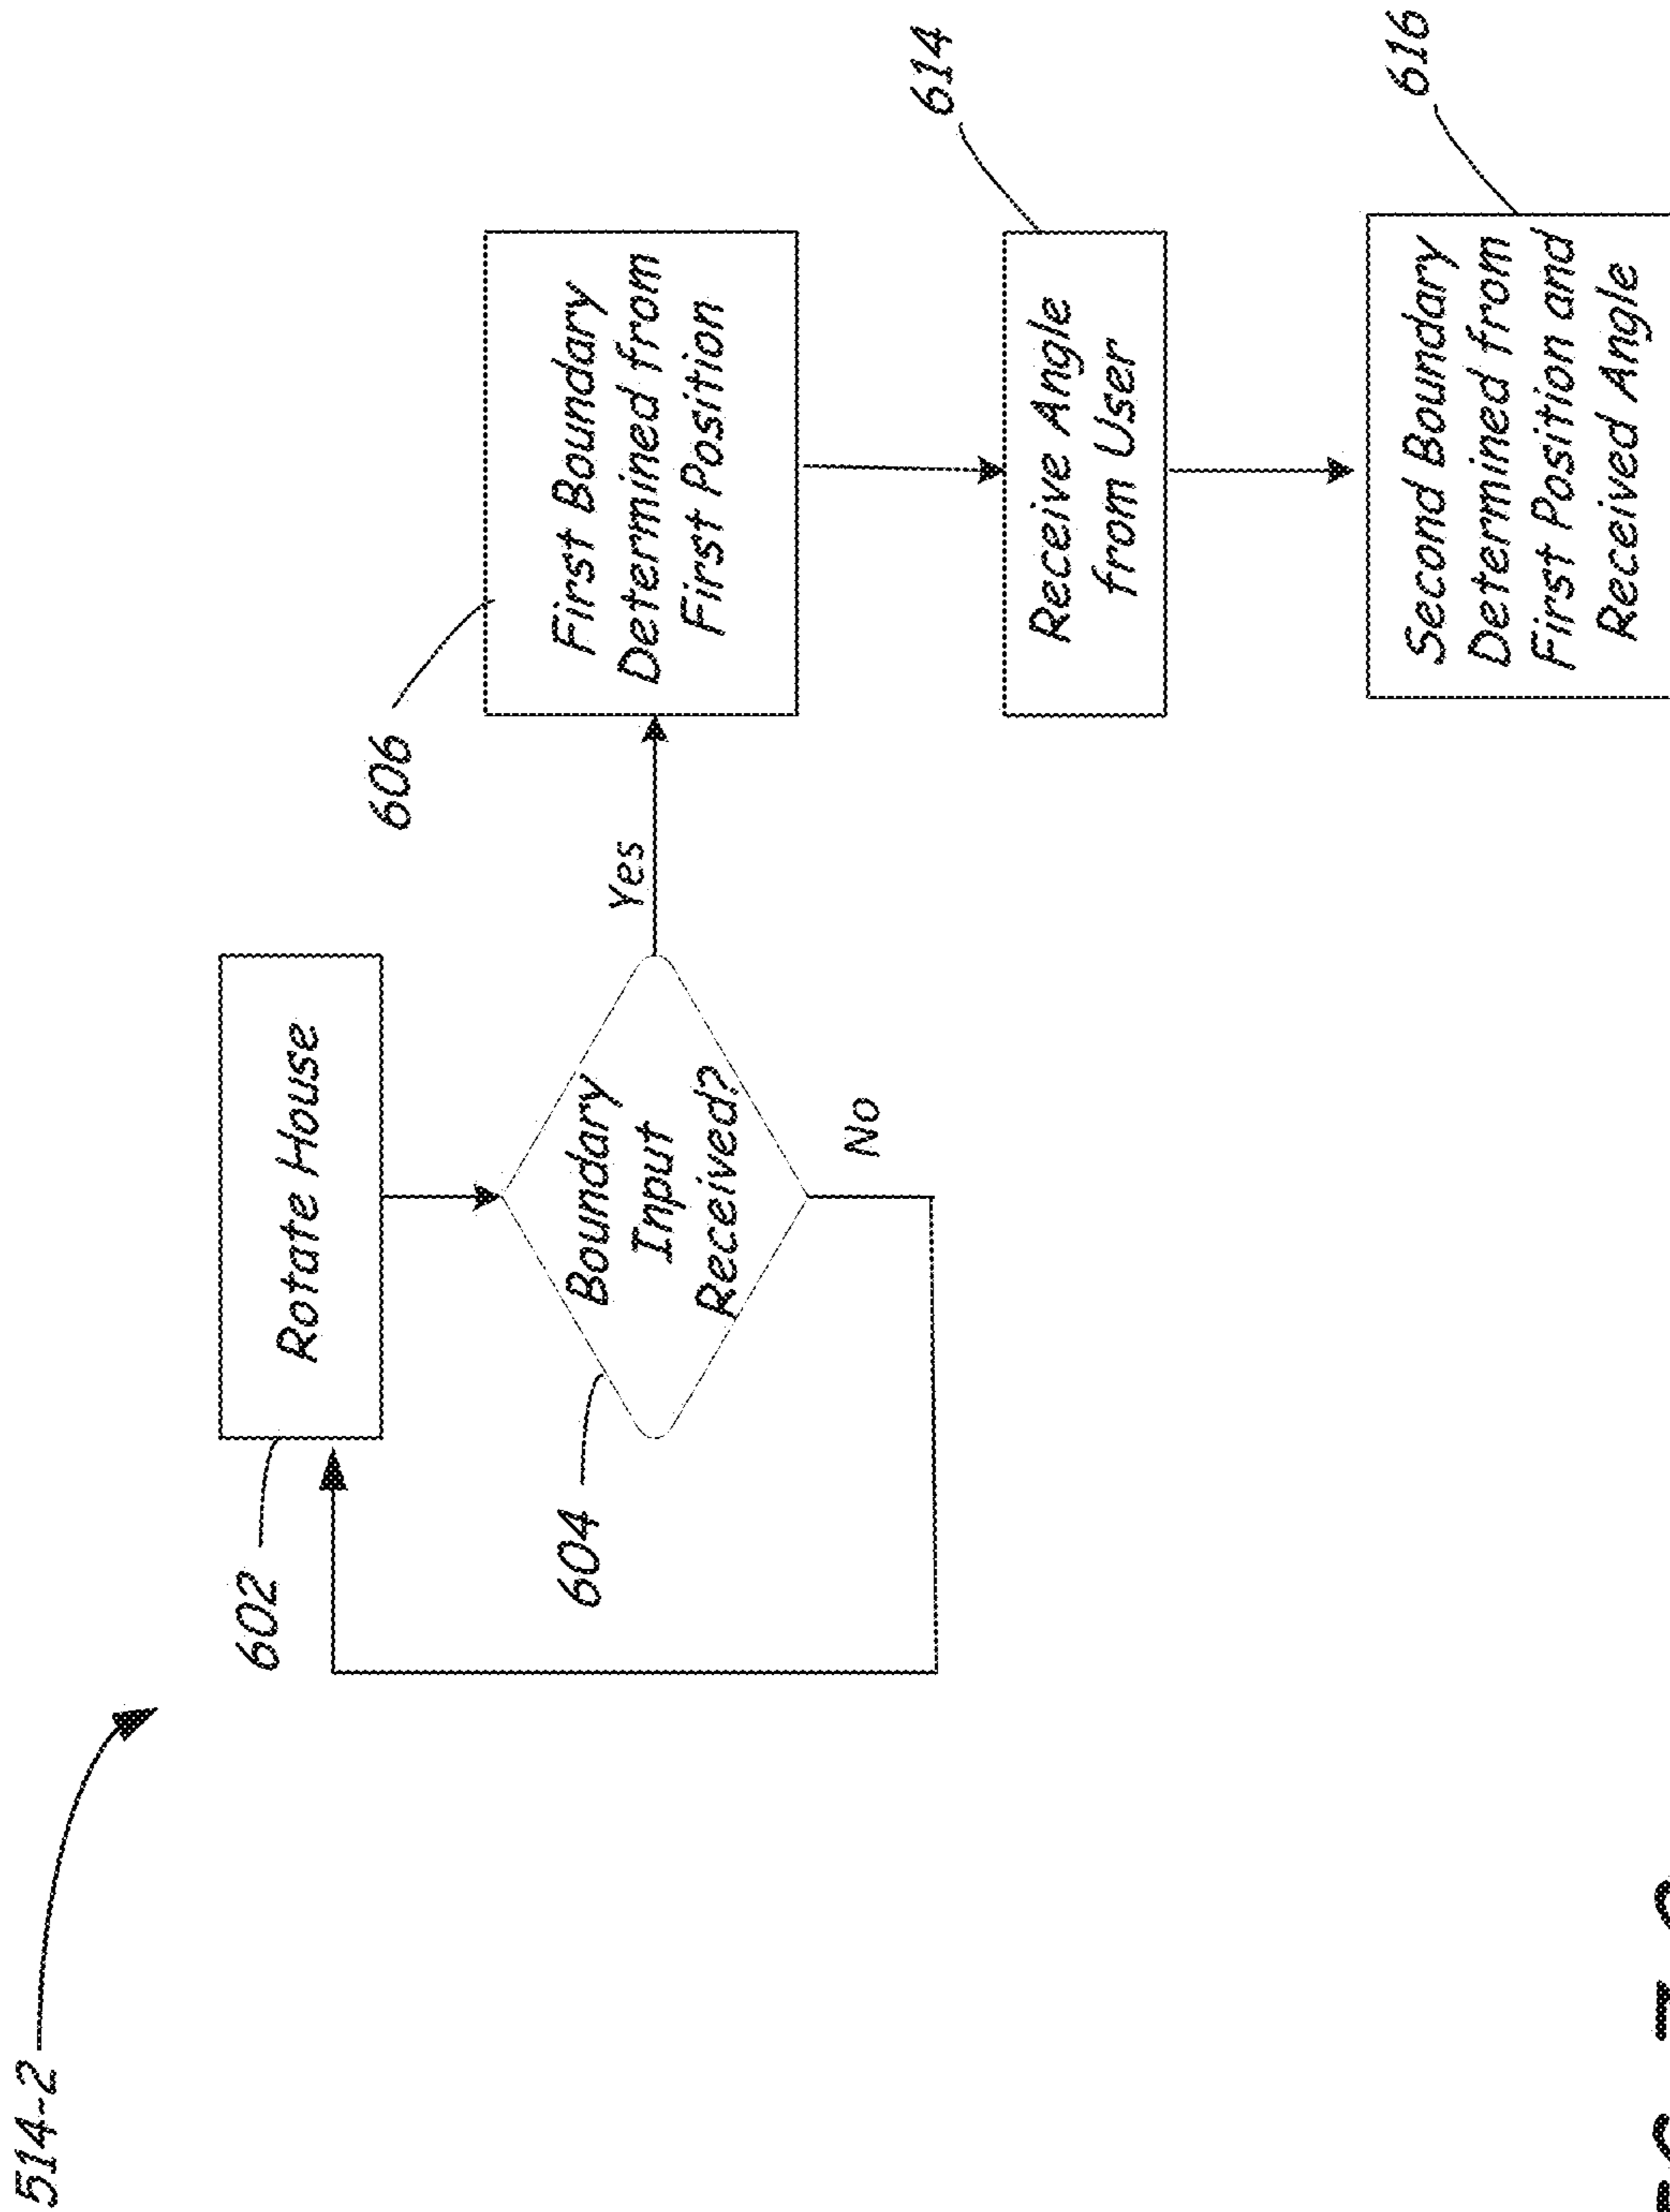 514-2
602
Rotate House
604
Boundary
Input
Received?
No
Yes
606
First Boundary
Determined from
First Position
614
Receive Angle
from User
616
Second Boundary
Determined from
First Position and
Received Angle